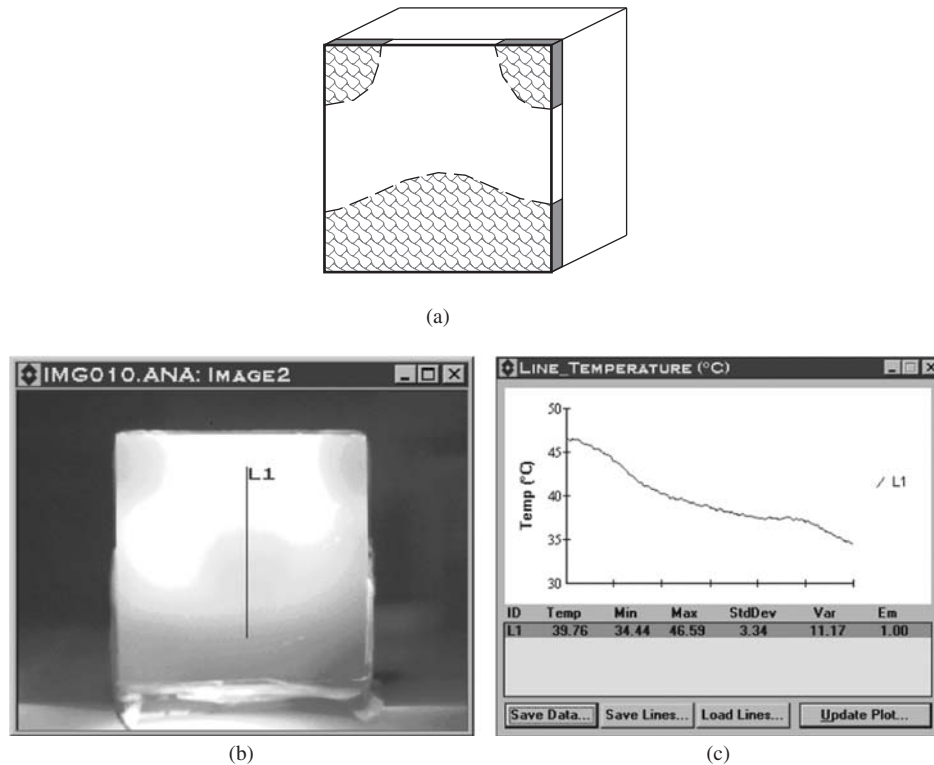 (a)
IMG010.ANA: IMAGE2
L1
(b)
LINE_TEMPERATURE (°C)
50
45
40
35
30
Temp (°C)
L1
ID Temp Min Max StdDev Var Em
L1 39.76 34.44 46.59 3.34 11.17 1.00
Save Data... Save Lines... Load Lines... Update Plot...
(c)